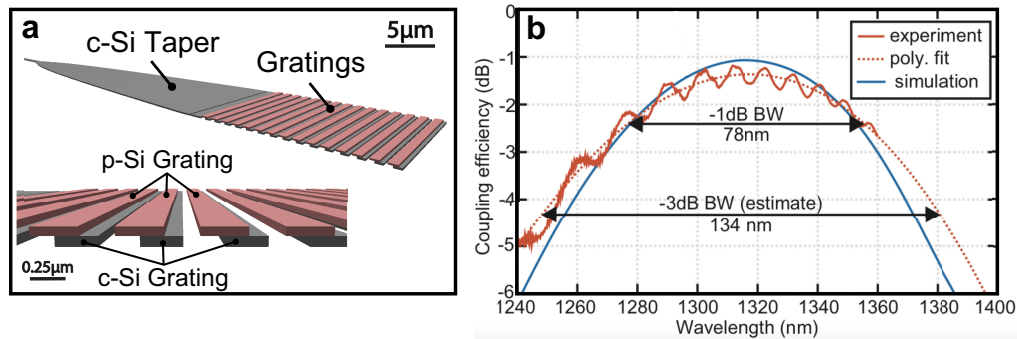 a
c-Si Taper
5µm
Gratings
p-Si Grating
0.25µm
c-Si Grating
b
experiment
poly. fit
simulation
Coupling efficiency (dB)
0
-1
-2
-3
-4
-5
-6
-1dB BW
78nm
-3dB BW (estimate)
134 nm
1240 1260 1280 1300 1320 1340 1360 1380 1400
Wavelength (nm)